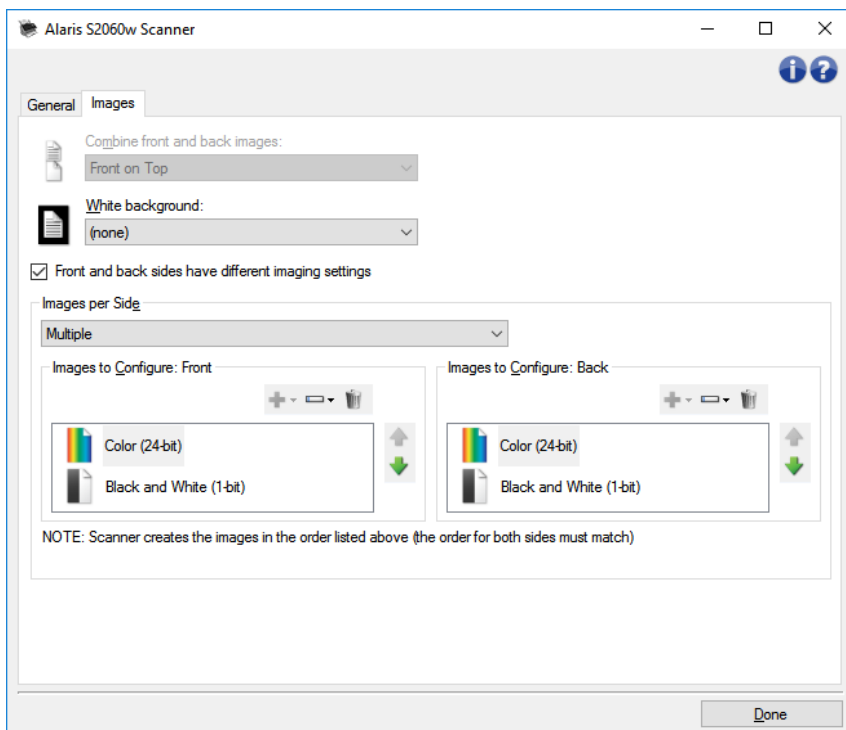 Alaris S2060w Scanner
General
Images
Combine front and back images:
Front on Top
White background:
(none)
Front and back sides have different imaging settings
Images per Side
Multiple
Images to Configure: Front
Images to Configure: Back
Color (24-bit)
Color (24-bit)
Black and White (1-bit)
Black and White (1-bit)
NOTE: Scanner creates the images in the order listed above (the order for both sides must match)
Done